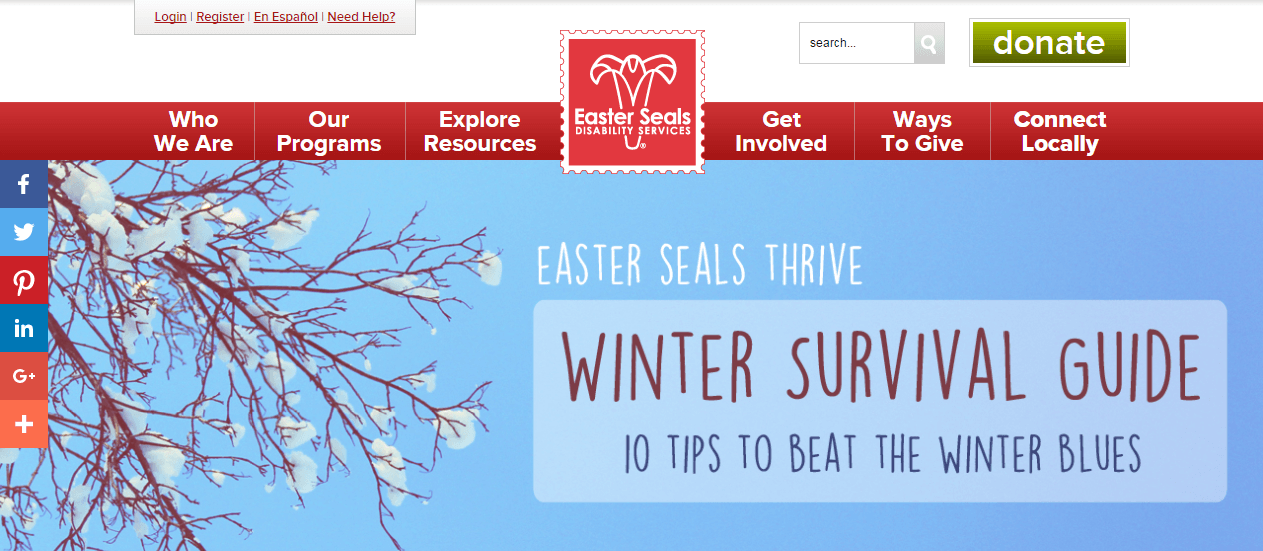 Login | Register | En Español | Need Help?
search...
donate
Who
We Are
Our
Programs
Explore
Resources
Easter Seals
DISABILITY SERVICES
®
Get
Involved
Ways
To Give
Connect
Locally
f
in
G+
EASTER SEALS THRIVE
WINTER SURVIVAL GUIDE
10 TIPS TO BEAT THE WINTER BLUES